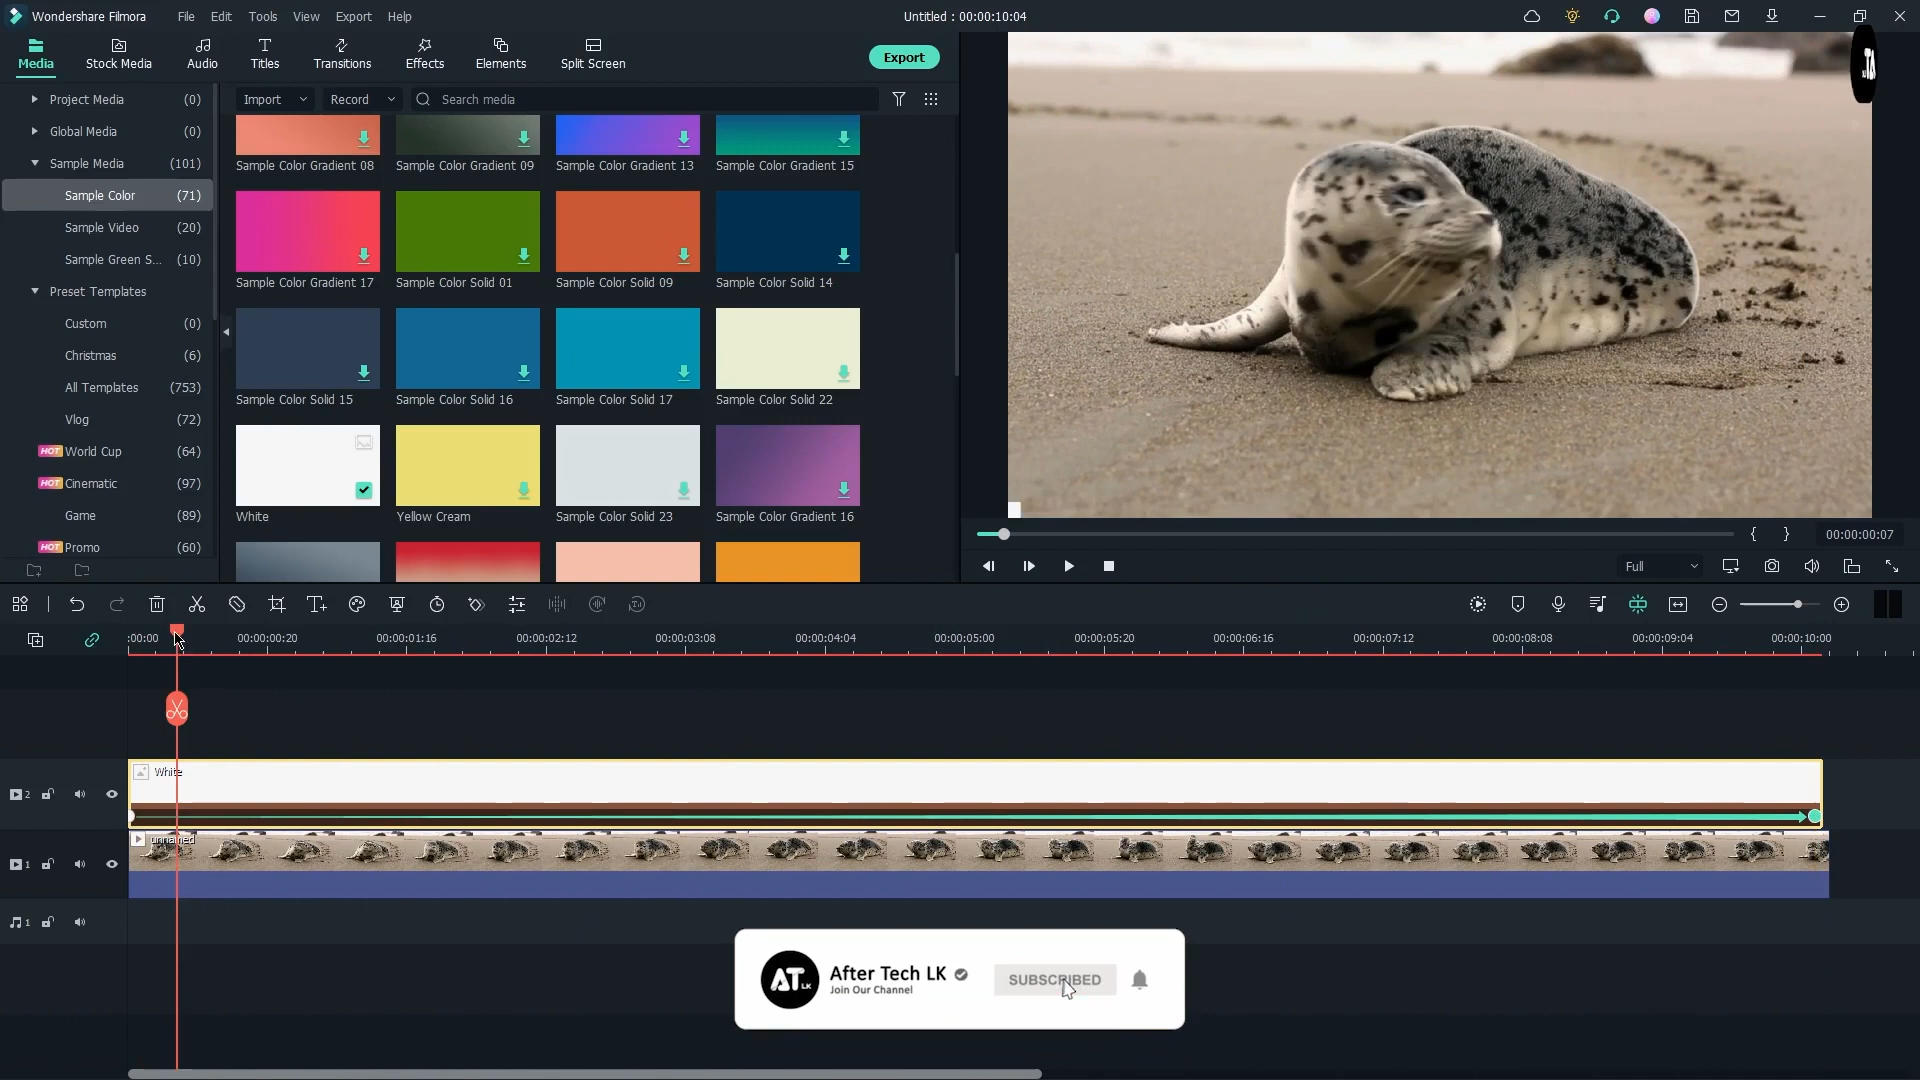 Wondershare Filmora File Edit Tools View Export Help Untitled : 00:00:10:04
Media Stock Media Audio Titles Transitions Effects Elements Split Screen Export
Project Media (0)
Global Media (0)
Sample Media (101)
Sample Color (71)
Sample Video (20)
Sample Green S... (10)
Preset Templates
Custom (0)
Christmas (6)
All Templates (753)
Vlog (72)
HOT World Cup (64)
HOT Cinematic (97)
Game (89)
HOT Promo (60)
Import Record Search media
Sample Color Gradient 08 Sample Color Gradient 09 Sample Color Gradient 13 Sample Color Gradient 15
Sample Color Gradient 17 Sample Color Solid 01 Sample Color Solid 09 Sample Color Solid 14
Sample Color Solid 15 Sample Color Solid 16 Sample Color Solid 17 Sample Color Solid 22
White Yellow Cream Sample Color Solid 23 Sample Color Gradient 16
{ } 00:00:00:07
Full
:00:00 00:00:00:20 00:00:01:16 00:00:02:12 00:00:03:08 00:00:04:04 00:00:05:00 00:00:05:20 00:00:06:16 00:00:07:12 00:00:08:08 00:00:09:04 00:00:10:00
White
2
unnamed
1
1
AT LK
After Tech LK
Join Our Channel
SUBSCRIBED